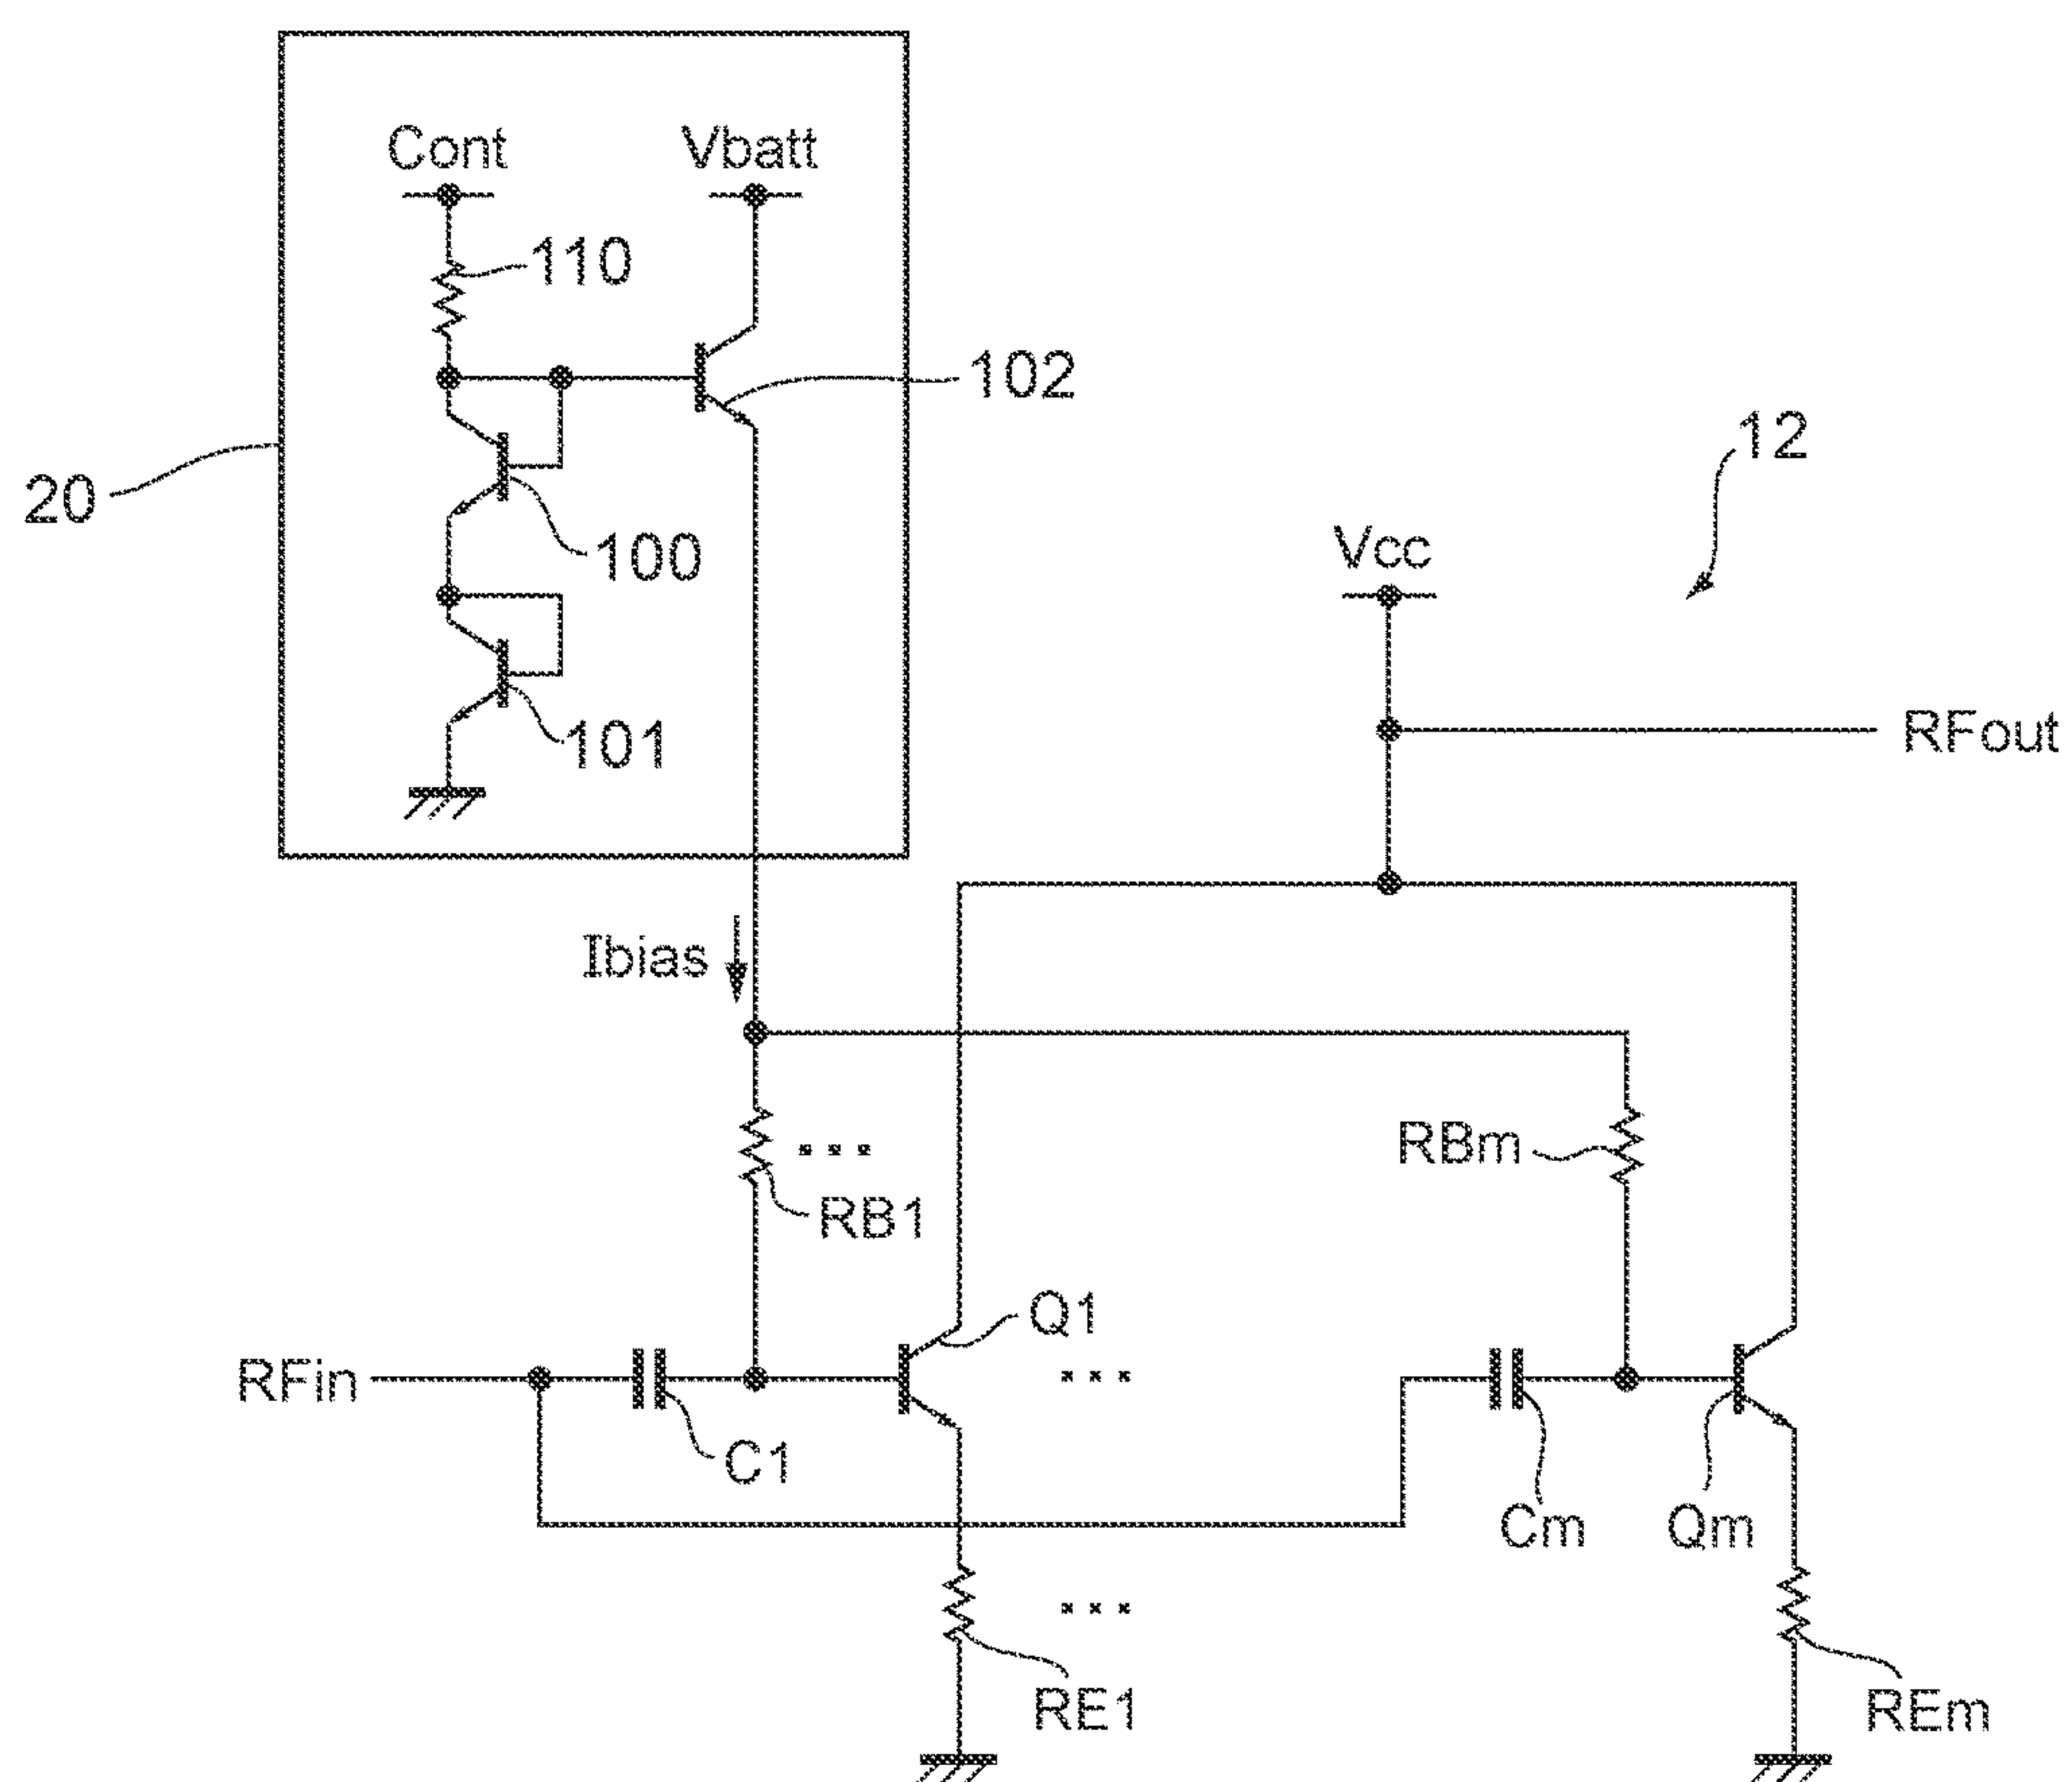 Cont
Vbatt
110
102
20
100
101
12
Vcc
RFout
Ibias
RBm
RB1
Q1
RFin
C1
Cm
Qm
RE1
REm